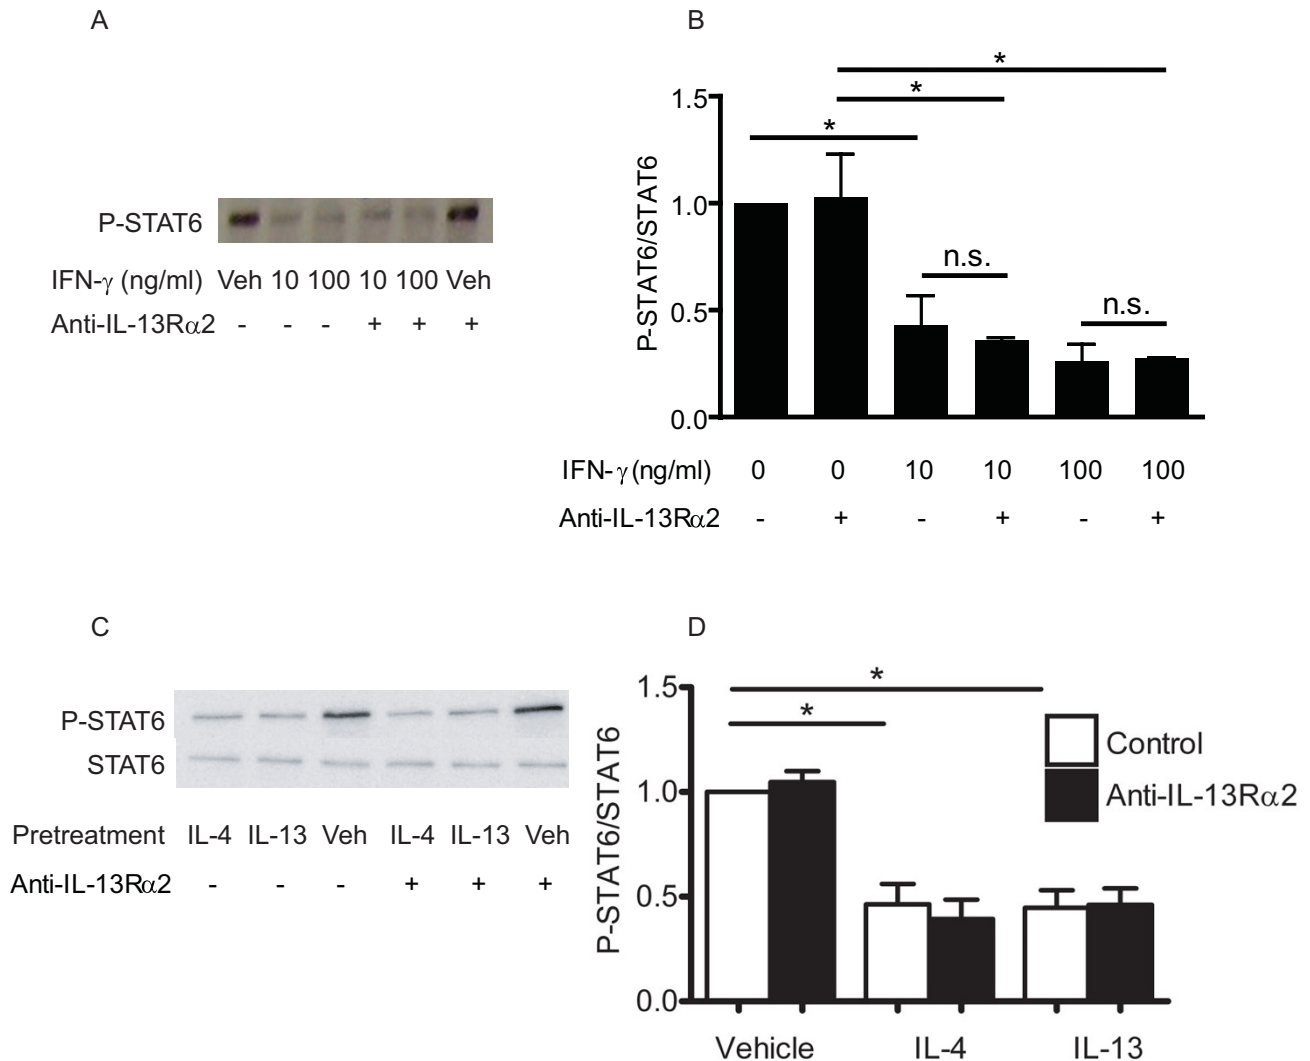 A
P-STAT6
IFN-γ (ng/ml) Veh 10 100 10 100 Veh
Anti-IL-13Rα2 - - - + + +
B
* 
*
*
1.5
1.0
0.5
0.0
P-STAT6/STAT6
n.s.
n.s.
IFN-γ (ng/ml) 0 0 10 10 100 100
Anti-IL-13Rα2 - + - + - +
C
P-STAT6
STAT6
Pretreatment IL-4 IL-13 Veh IL-4 IL-13 Veh
Anti-IL-13Rα2 - - - + + +
D
*
*
1.5
1.0
0.5
0.0
P-STAT6/STAT6
Control
Anti-IL-13Rα2
Vehicle IL-4 IL-13